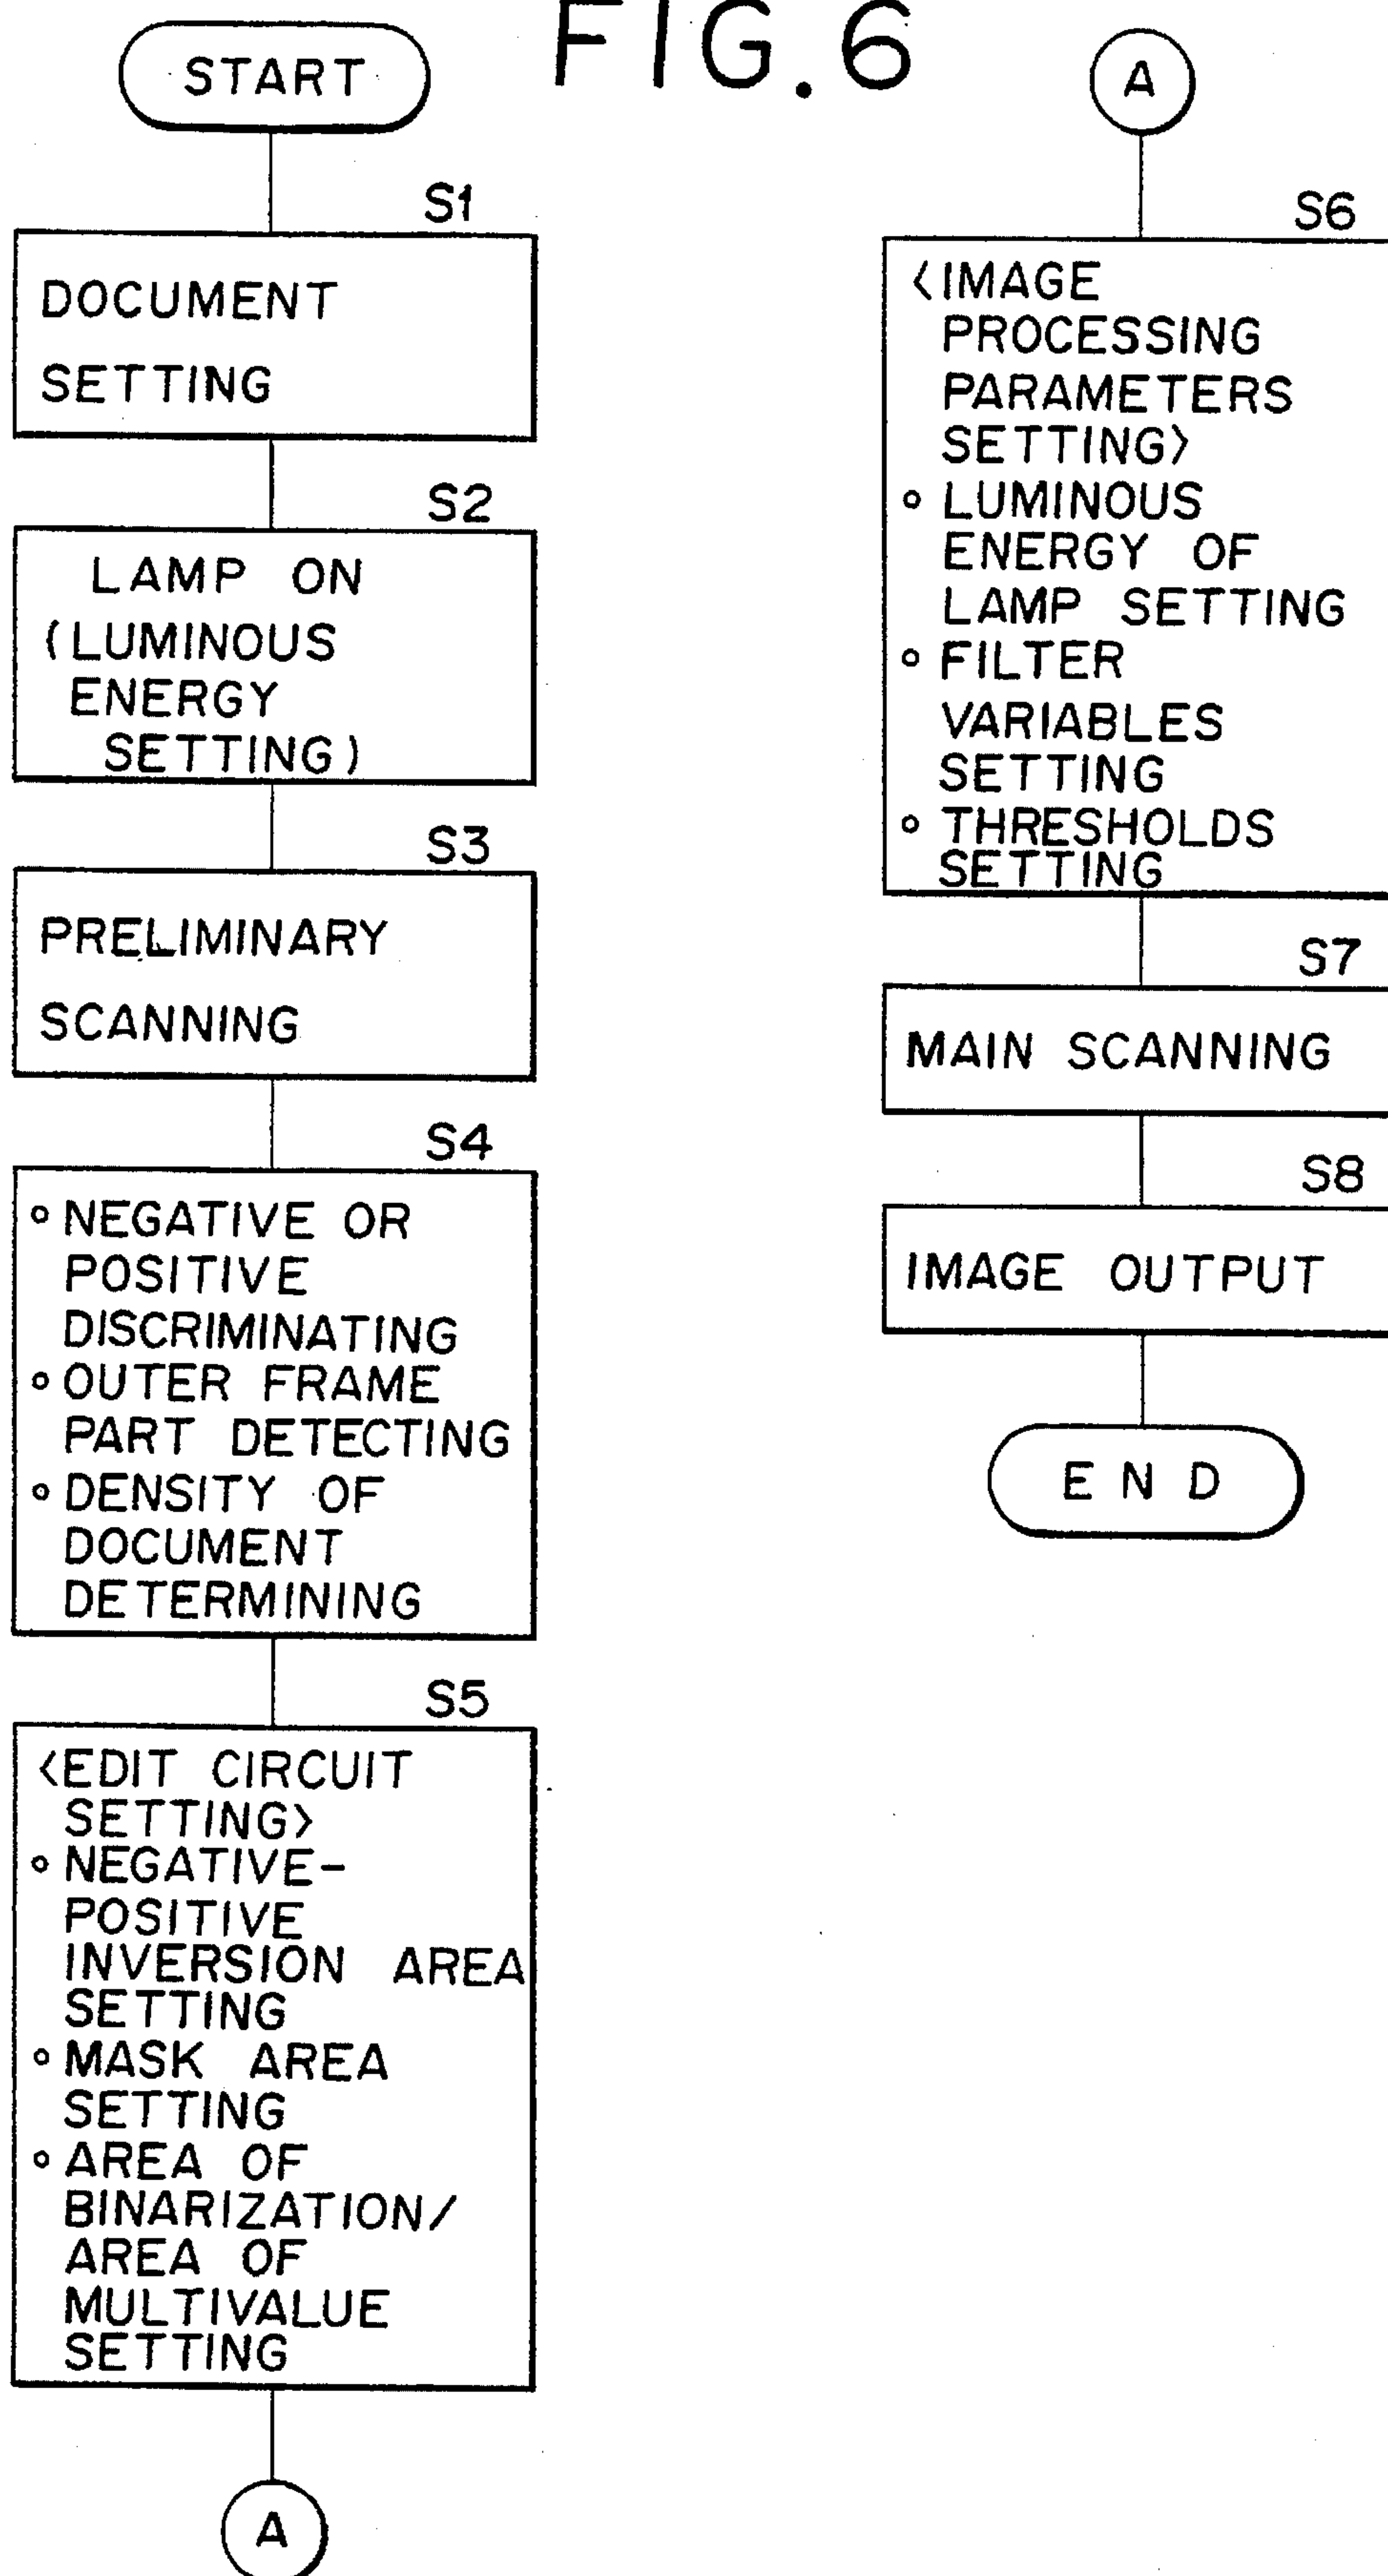 FIG.6
START
S1
DOCUMENT
SETTING
S2
LAMP ON
(LUMINOUS
ENERGY
SETTING)
S3
PRELIMINARY
SCANNING
S4
° NEGATIVE OR
POSITIVE
DISCRIMINATING
° OUTER FRAME
PART DETECTING
° DENSITY OF
DOCUMENT
DETERMINING
S5
<EDIT CIRCUIT
SETTING>
° NEGATIVE-
POSITIVE
INVERSION AREA
SETTING
° MASK AREA
SETTING
° AREA OF
BINARIZATION/
AREA OF
MULTIVALUE
SETTING
A
A
S6
<IMAGE
PROCESSING
PARAMETERS
SETTING>
° LUMINOUS
ENERGY OF
LAMP SETTING
° FILTER
VARIABLES
SETTING
° THRESHOLDS
SETTING
S7
MAIN SCANNING
S8
IMAGE OUTPUT
END